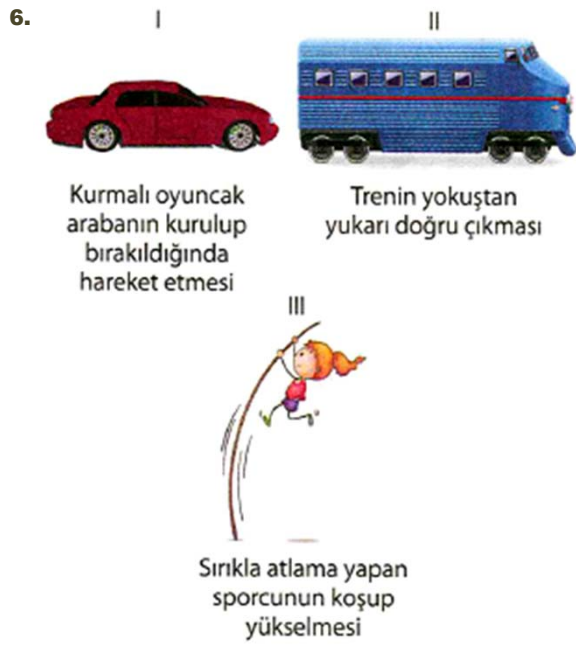 6.
I
II
Kurmalı oyuncak
arabanın kurulup
bırakıldığında
hareket etmesi
Trenin yokuştan
yukarı doğru çıkması
III
Sırıkla atlama yapan
sporcunun koşup
yükselmesi